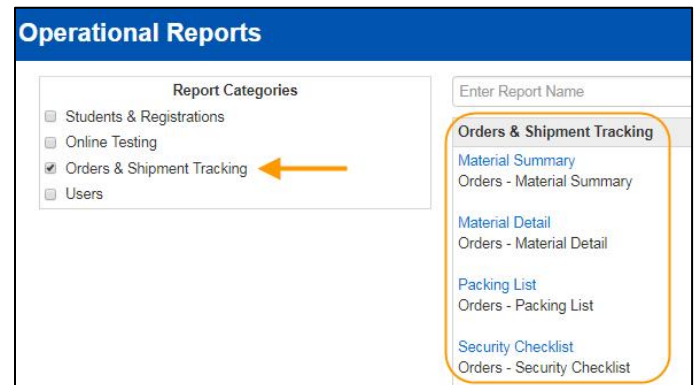 Operational Reports
Report Categories
Students & Registrations
Online Testing
Orders & Shipment Tracking
Users
Enter Report Name
Orders & Shipment Tracking
Material Summary
Orders - Material Summary
Material Detail
Orders - Material Detail
Packing List
Orders - Packing List
Security Checklist
Orders - Security Checklist